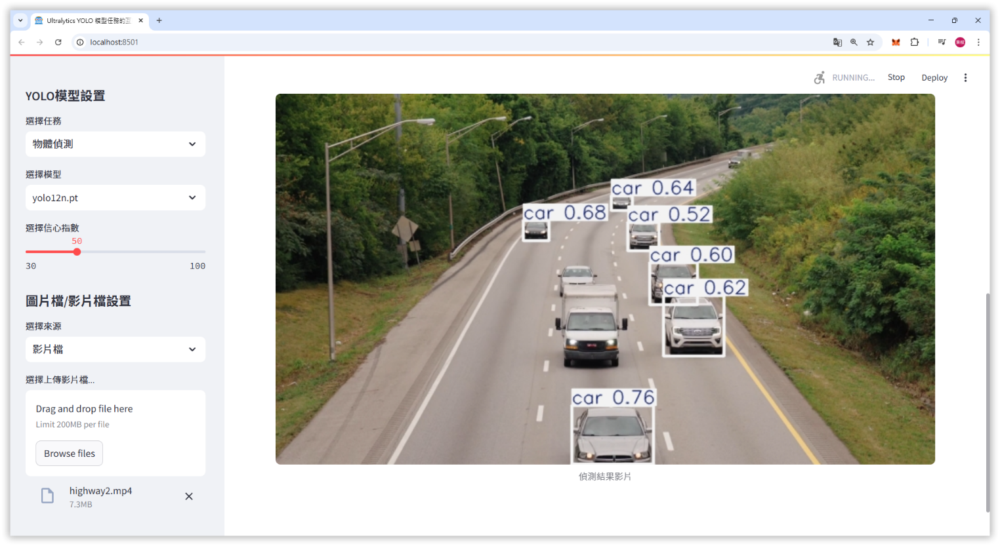 Ultralytics YOLO 模型任務的互
localhost:8501
RUNNING...
Stop
Deploy
YOLO模型設置
選擇任務
物體偵測
選擇模型
yolo12n.pt
選擇信心指數
50
30
100
圖片檔/影片檔設置
選擇來源
影片檔
選擇上傳影片檔...
Drag and drop file here
Limit 200MB per file
Browse files
highway2.mp4
7.3MB
car 0.64
car 0.68
car 0.52
car 0.60
car 0.62
car 0.76
偵測結果影片